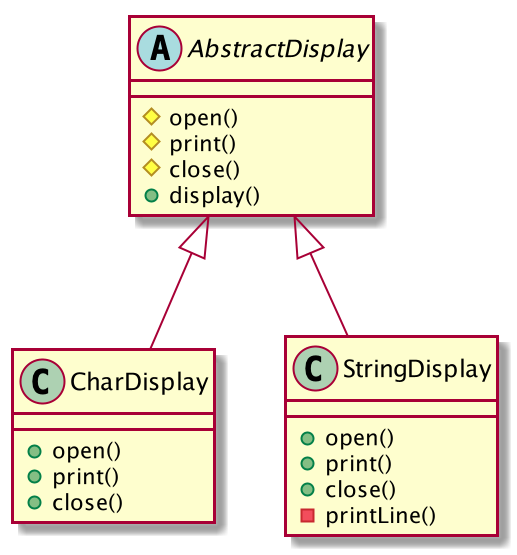 A AbstractDisplay
open()
print()
close()
display()
C CharDisplay
open()
print()
close()
C StringDisplay
open()
print()
close()
printLine()